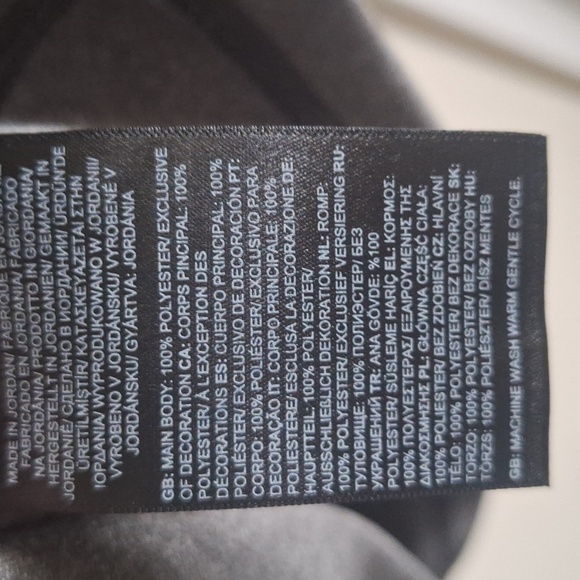 MADE IN JORDAN/ FABRIQUÉ EN
FABRICADO EN JORDANIA/ FABRICADO
NA JORDÂNIA/ PRODOTTO IN GIORDANIA/
HERGESTELLT IN JORDANIEN/ GEMAAKT IN
JORDANIË/ СДЕЛАНО В ИОРДАНИИ/ ÜRDÜN'DE
ÜRETİLMİŞTİR/ ΚΑΤΑΣΚΕΥΑΖΕΤΑΙ ΣΤΗΝ
ΙΟΡΔΑΝΙΑ/ WYPRODUKOWANO W JORDANII/
VYROBENO V JORDÁNSKU/ VYROBENÉ V
JORDÁNSKU/ GYÁRTVA: JORDÁNIA
GB: MAIN BODY: 100% POLYESTER/ EXCLUSIVE
OF DECORATION CA: CORPS PRINCIPAL: 100%
POLYESTER/ À L'EXCEPTION DES
DÉCORATIONS ES: CUERPO PRINCIPAL: 100%
POLIÉSTER/ EXCLUSIVO DE DECORACIÓN PT:
CORPO: 100% POLIÉSTER/ EXCLUSIVO PARA
DECORAÇÃO IT: CORPO PRINCIPALE: 100%
POLIESTERE/ ESCLUSA LA DECORAZIONE DE:
HAUPTTEIL: 100% POLYESTER/
AUSSCHLIEBLICH DEKORATION NL: ROMP:
100% POLYESTER/ EXCLUSIEF VERSIERING RU:
ТУЛОВИЩЕ: 100% ПОЛИЭСТЕР/ БЕЗ
УКРАШЕНИЙ TR: ANA GÖVDE: %100
POLYESTER/ SÜSLEME HARİÇ EL: ΚΟΡΜΟΣ:
100% ΠΟΛΥΕΣΤΕΡΑΣ/ ΕΞΑΙΡΟΥΜΕΝΗΣ ΤΗΣ
ΔΙΑΚΟΣΜΗΣΗΣ PL: GŁÓWNA CZĘŚĆ CIAŁA:
100% POLIESTER/ BEZ ZDOBIEŃ CZ: HLAVNÍ
TĚLO: 100% POLYESTER/ BEZ DEKORACE SK:
TORZO: 100% POLYESTER/ BEZ OZDOBY HU:
TÖRZS: 100% POLIÉSZTER/ DÍSZ MENTES
GB: MACHINE WASH WARM GENTLE CYCLE.